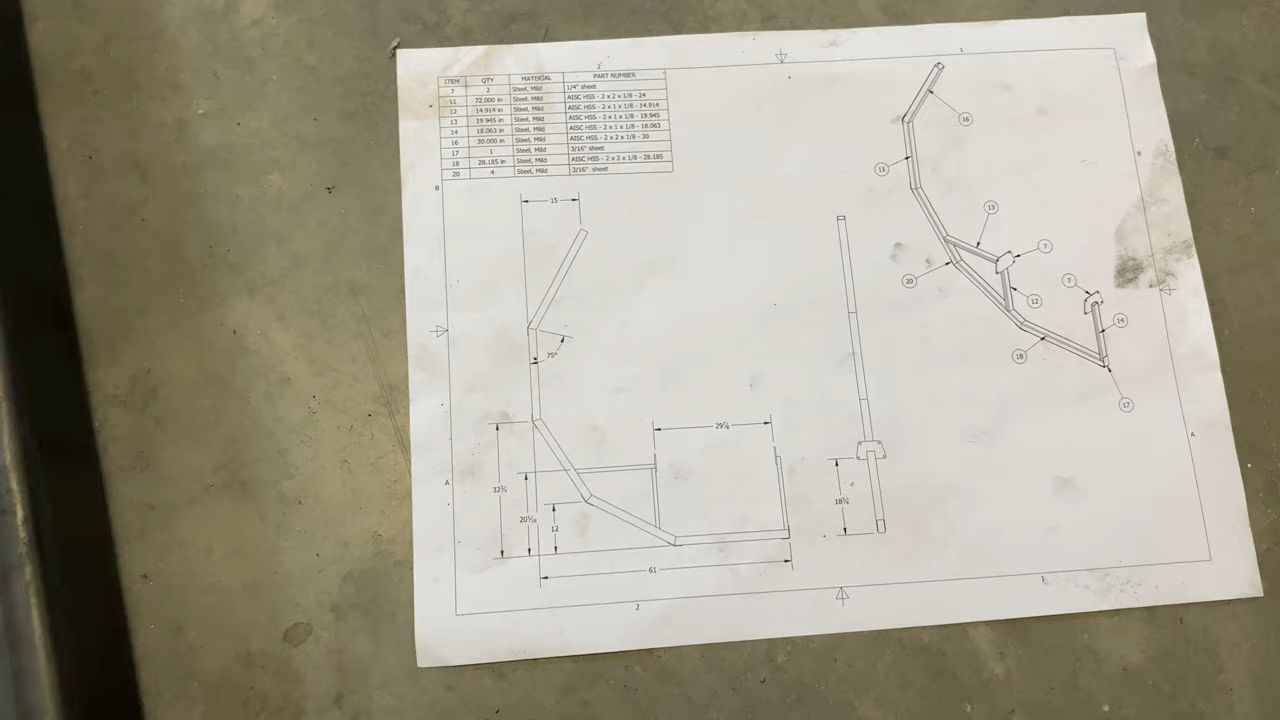 2
1
ITEM QTY MATERIAL PART NUMBER
7 2 Steel, Mild 1/4" sheet
11 72.000 in Steel, Mild AISC HSS - 2 x 2 x 1/8 - 24
12 14.914 in Steel, Mild AISC HSS - 2 x 1 x 1/8 - 14.914
13 19.945 in Steel, Mild AISC HSS - 2 x 1 x 1/8 - 19.945
14 18.063 in Steel, Mild AISC HSS - 2 x 1 x 1/8 - 18.063
16 30.000 in Steel, Mild AISC HSS - 2 x 2 x 1/8 - 30
17 1 Steel, Mild 3/16" sheet
18 28.185 in Steel, Mild AISC HSS - 2 x 2 x 1/8 - 28.185
20 4 Steel, Mild 3/16" sheet
16
B
B
11
15
13
7
20
7
12
14
75°
18
17
29⅞
A
A
32¾
18½
12
61
1
2